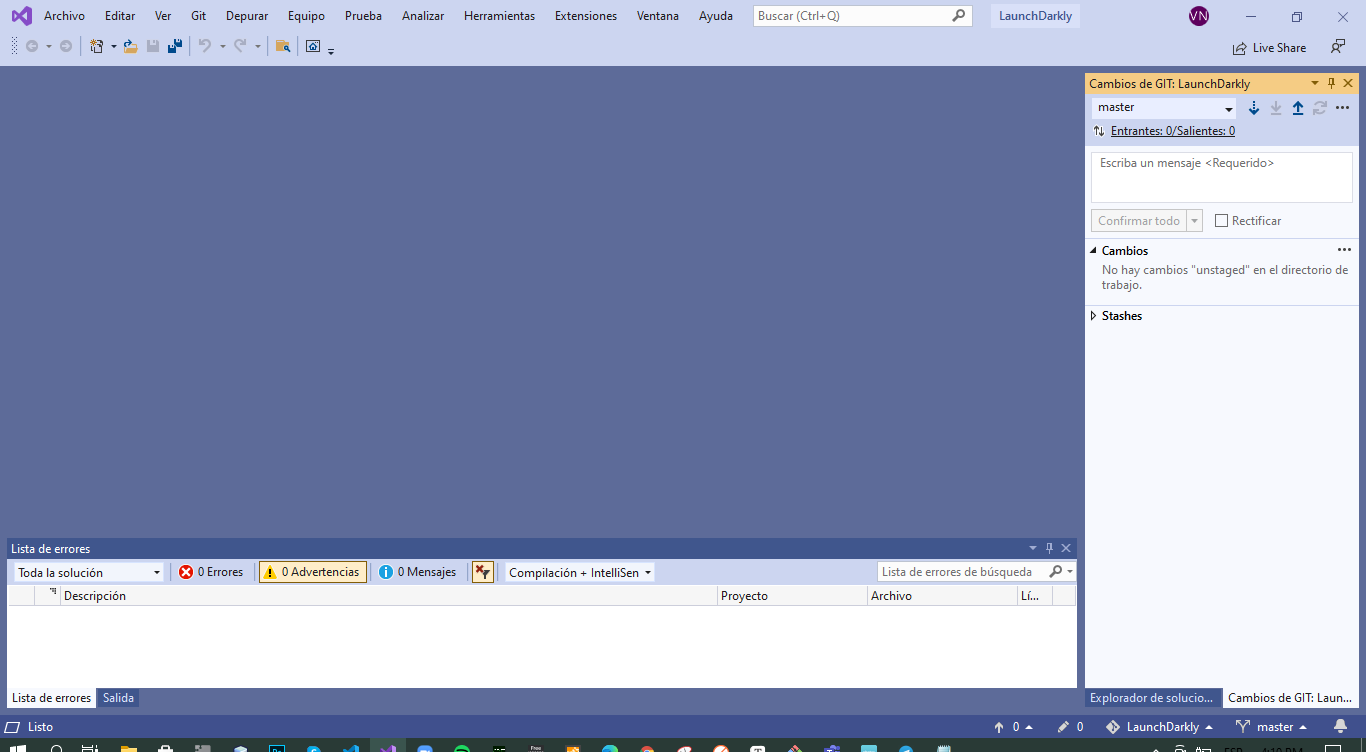 Archivo Editar Ver Git Depurar Equipo Prueba Analizar Herramientas Extensiones Ventana Ayuda Buscar (Ctrl+Q) LaunchDarkly VN
Live Share
Cambios de GIT: LaunchDarkly
master
Entrantes: 0/Salientes: 0
Escriba un mensaje <Requerido>
Confirmar todo Rectificar
Cambios
No hay cambios "unstaged" en el directorio de
trabajo.
Stashes
Lista de errores
Toda la solución 0 Errores 0 Advertencias 0 Mensajes Compilación + IntelliSen Lista de errores de búsqueda
Descripción Proyecto Archivo Lí...
Lista de errores Salida
Explorador de solucio... Cambios de GIT: Laun...
Listo 0 0 LaunchDarkly master